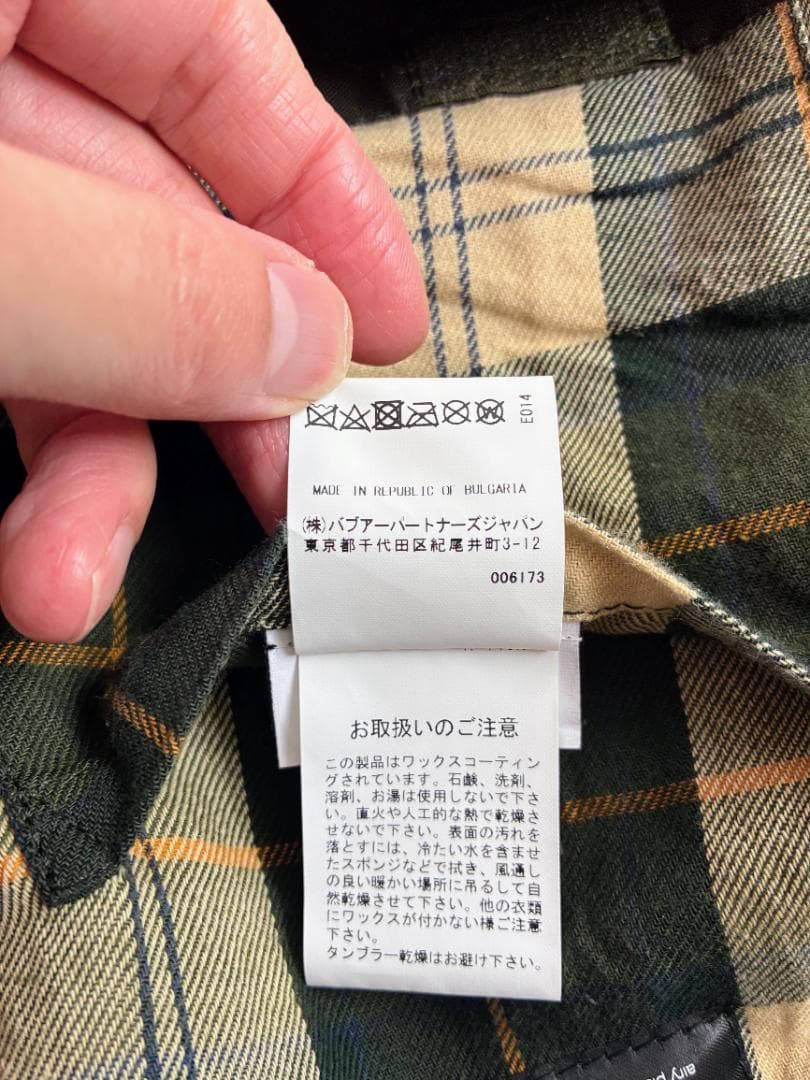 E014
MADE IN REPUBLIC OF BULGARIA
(株)バブアーパートナーズジャパン
東京都千代田区紀尾井町3-12
006173
お取扱いのご注意
この製品はワックスコーティン
グされています。石鹸、洗剤、
溶剤、お湯は使用しないで下さ
い。直火や人工的な熱で乾燥さ
せないで下さい。表面の汚れを
落とすには、冷たい水を含ませ
たスポンジなどで拭き、風通し
の良い暖かい場所に吊るして自
然乾燥させて下さい。他の衣類
にワックスが付かない様ご注意
下さい。
タンブラー乾燥はお避け下さい。
airy